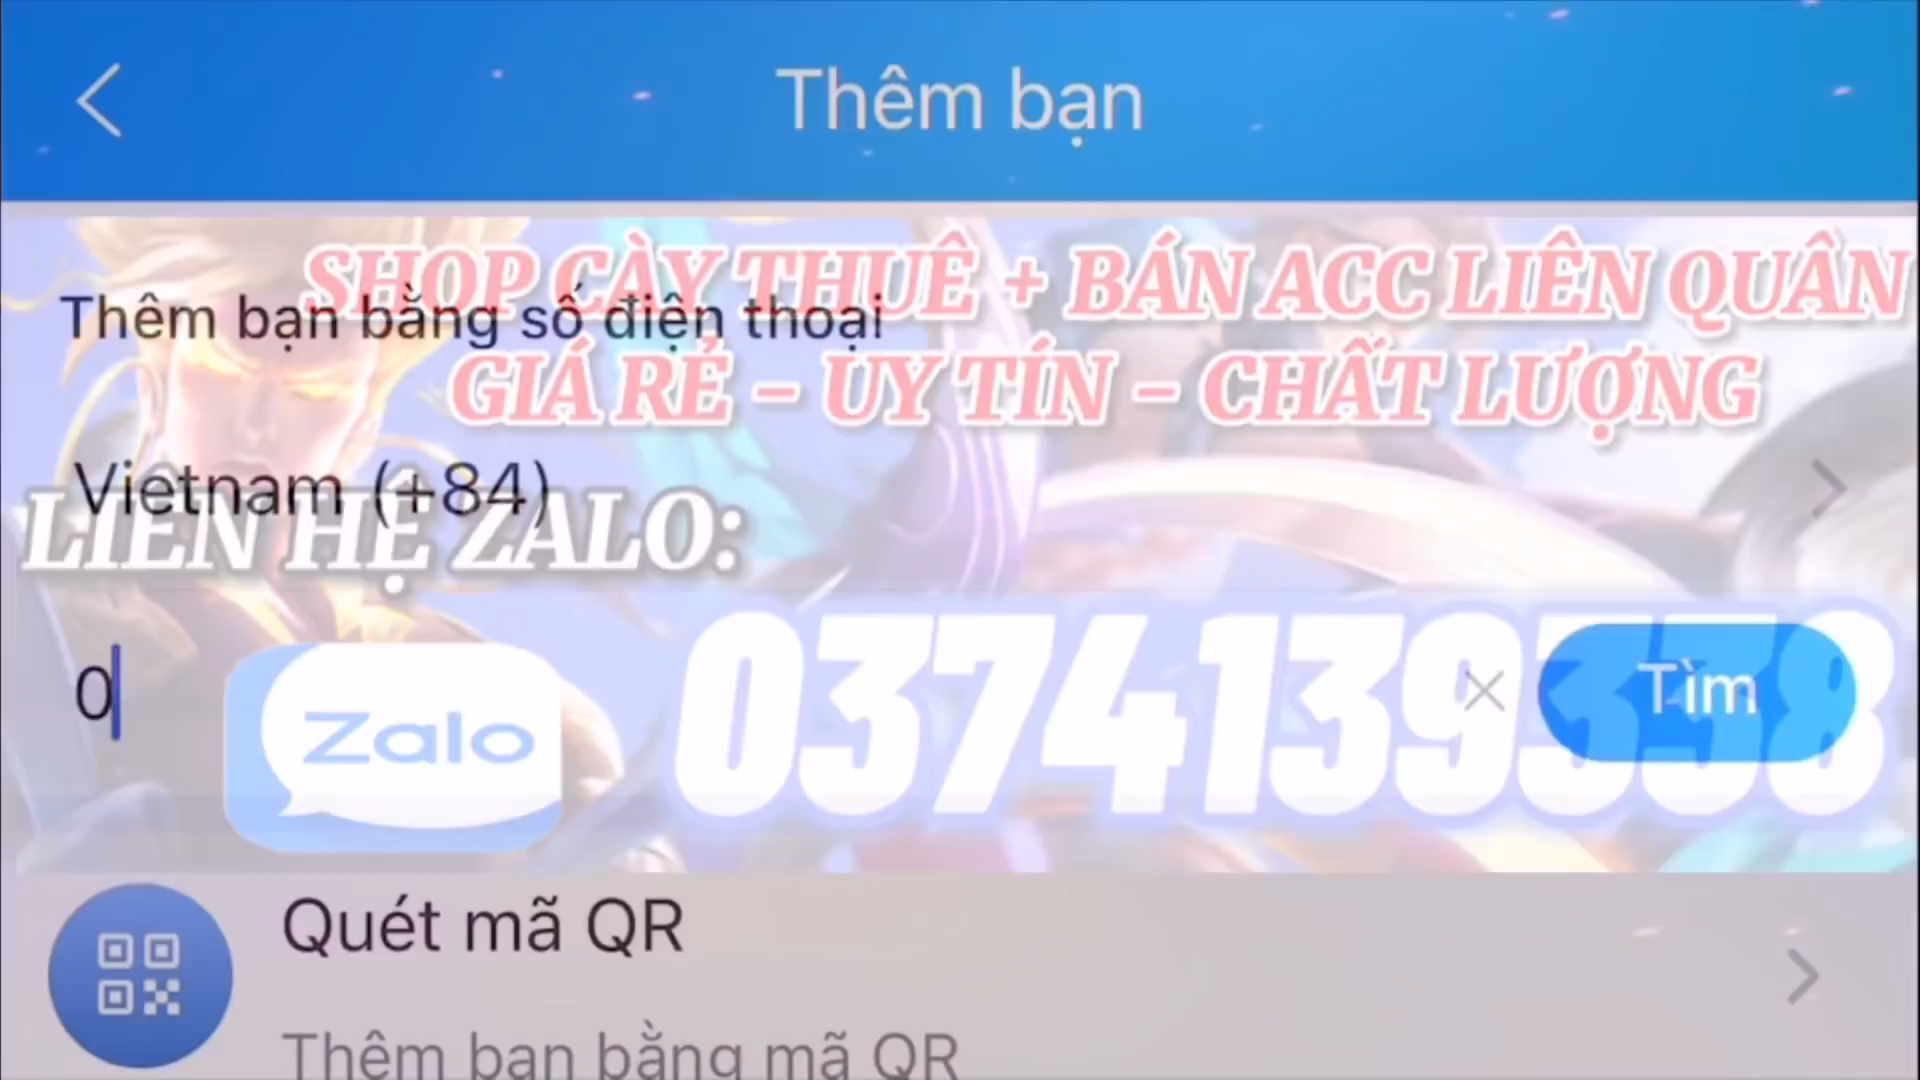 Thêm bạn
SHOP CÀY THUÊ + BÁN ACC LIÊN QUÂN
Thêm bạn bằng số điện thoại
GIÁ RẺ – UY TÍN – CHẤT LƯỢNG
Vietnam (+84)
LIÊN HỆ ZALO:
0
Zalo
Tìm
Quét mã QR
Thêm bạn bằng mã QR